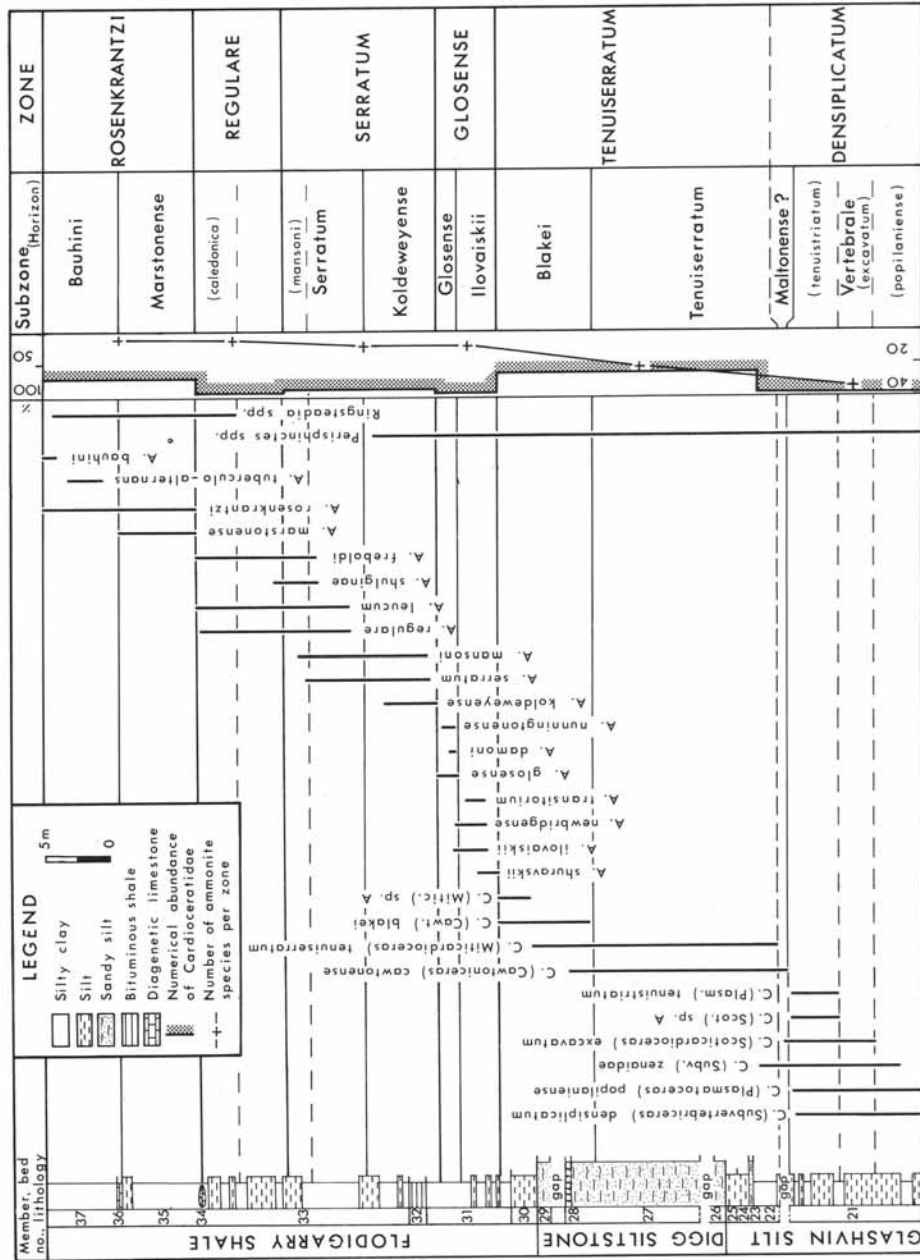 Member, bed
no., lithology
FLODIGARRY SHALE
DIGG SILTSTONE
GLASHVIN SILT
37
36
35
34
33
32
31
30
29
28
27
26
25
24
23
22
21
gap
gap
gap
LEGEND
Silty clay
Silt
Sandy silt
Bituminous shale
Diagenetic limestone
Numerical abundance
of Cardioceratidae
Number of ammonite
species per zone
5m
0
Ringsteadia spp.
Perisphinctes spp.
A. bauhini
A. tuberculo-alternans
A. rosenkrantzi
A. marstonense
A. freboldi
A. shulginae
A. leucum
A. regulare
A. mansoni
A. serratum
A. koldeweyense
A. nunningtonense
A. damoni
A. glosense
A. transitorium
A. newbridgense
A. ilovaiskii
A. shuravskii
C. (Mitic.) sp. A
C. (Cawt.) blakei
C. (Miticardioceras) tenuiserratum
C. (Cawtoniceras) cawtonense
C. (Plasm.) tenuistriatum
C. (Scot.) sp. A
C. (Scoticardioceras) excavatum
C. (Subv.) zenaidae
C. (Plasmatoceras) popilaniense
C. (Subvertebriceras) densiplicatum
%
100
50
40
20
Subzone (Horizon)
Bauhini
Marstonense
(caledonica)
(mansoni)
Serratum
Koldeweyense
Glosense
Ilovaiskii
Blakei
Tenuiserratum
Maltonense ?
(tenuistriatum)
Vertebrale
(excavatum)
(popilaniense)
ZONE
ROSENKRANTZI
REGULARE
SERRATUM
GLOSENSE
TENUISERRATUM
DENSIPLICATUM